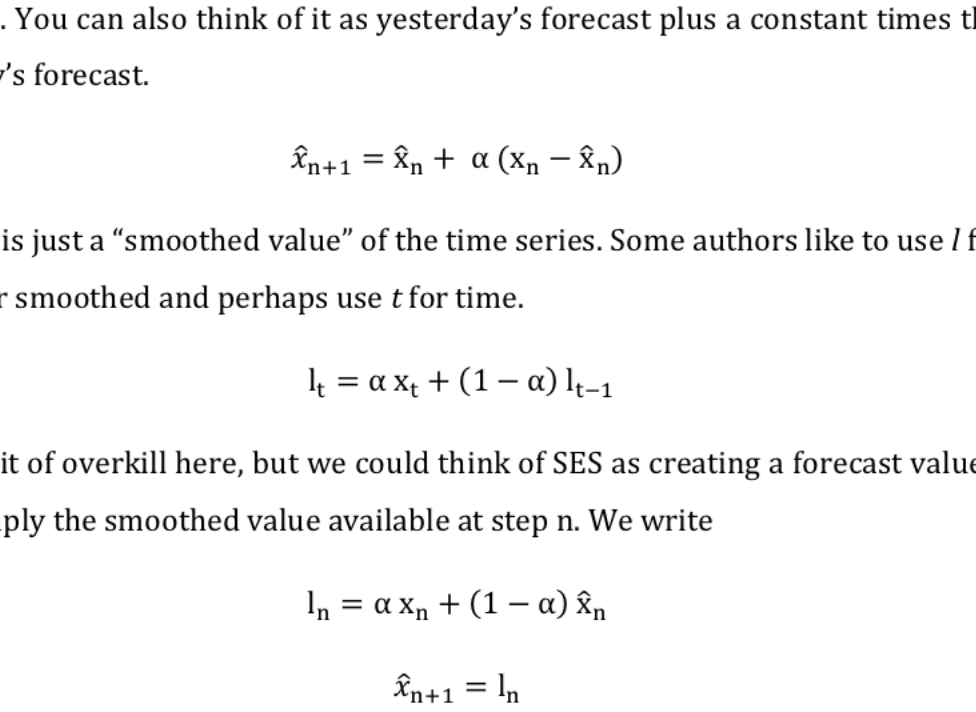 . You can also think of it as yesterday’s forecast plus a constant times
’s forecast.
x̂ₙ₊₁ = x̂ₙ + α (xₙ − x̂ₙ)
is just a “smoothed value” of the time series. Some authors like to use l
smoothed and perhaps use t for time.
lₜ = α xₜ + (1 − α) lₜ₋₁
it of overkill here, but we could think of SES as creating a forecast value
ply the smoothed value available at step n. We write
lₙ = α xₙ + (1 − α) x̂ₙ
x̂ₙ₊₁ = lₙ